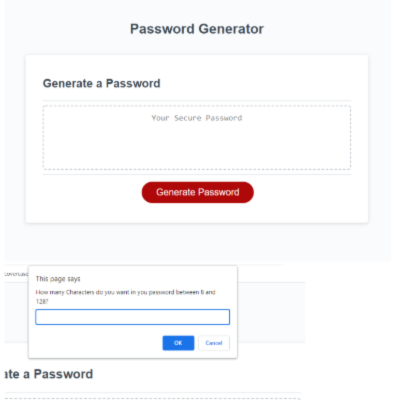 Password Generator
Generate a Password
Your Secure Password
Generate Password
This page says
How many Characters do you want in you password between 8 and
128?
OK Cancel
ate a Password